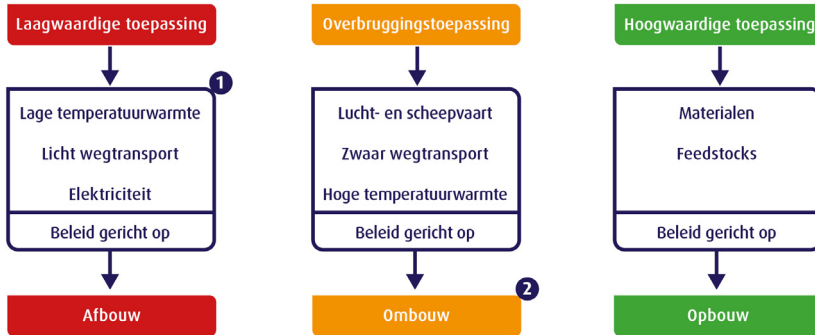 Laagwaardige toepassing
Overbruggingstoepassing
Hoogwaardige toepassing
1
Lage temperatuurwarmte
Licht wegtransport
Elektriciteit
Beleid gericht op
Lucht- en scheepvaart
Zwaar wegtransport
Hoge temperatuurwarmte
Beleid gericht op
Materialen
Feedstocks
Beleid gericht op
Afbouw
2
Ombouw
Opbouw